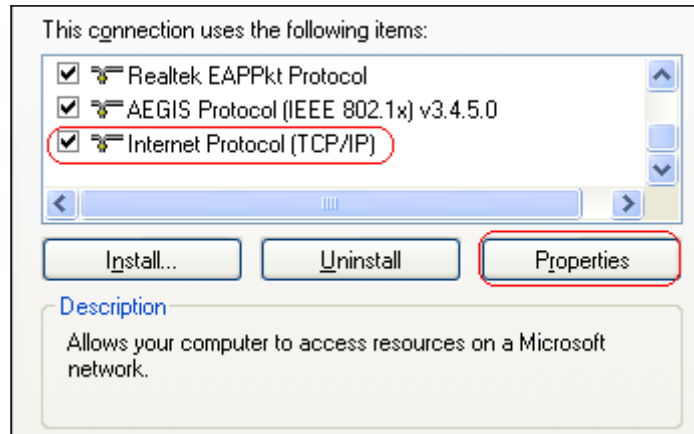 This connection uses the following items:
Realtek EAPPkt Protocol
AEGIS Protocol (IEEE 802.1x) v3.4.5.0
Internet Protocol (TCP/IP)
Install...
Uninstall
Properties
Description
Allows your computer to access resources on a Microsoft
network.